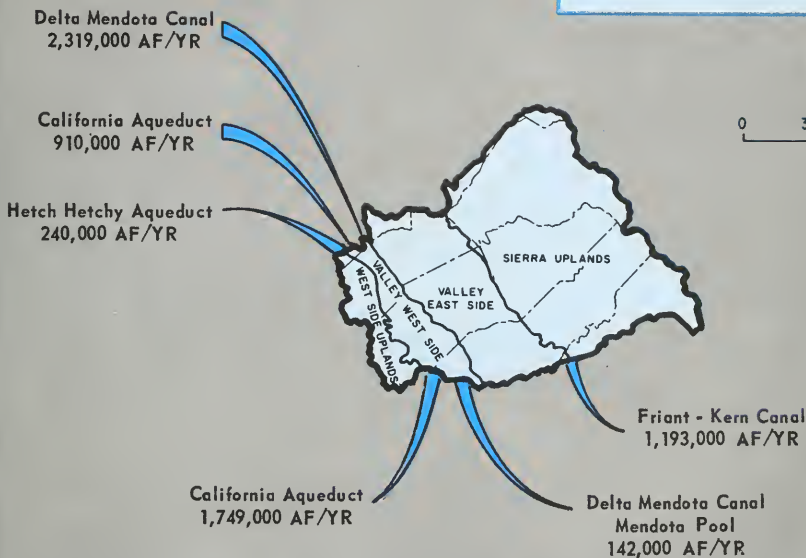 Delta Mendota Canal
2,319,000 AF/YR
California Aqueduct
910,000 AF/YR
0 3
Hetch Hetchy Aqueduct
240,000 AF/YR
WEST SIDE UPLANDS
VALLEY WEST SIDE
VALLEY
EAST SIDE
SIERRA UPLANDS
Friant - Kern Canal
1,193,000 AF/YR
California Aqueduct
1,749,000 AF/YR
Delta Mendota Canal
Mendota Pool
142,000 AF/YR